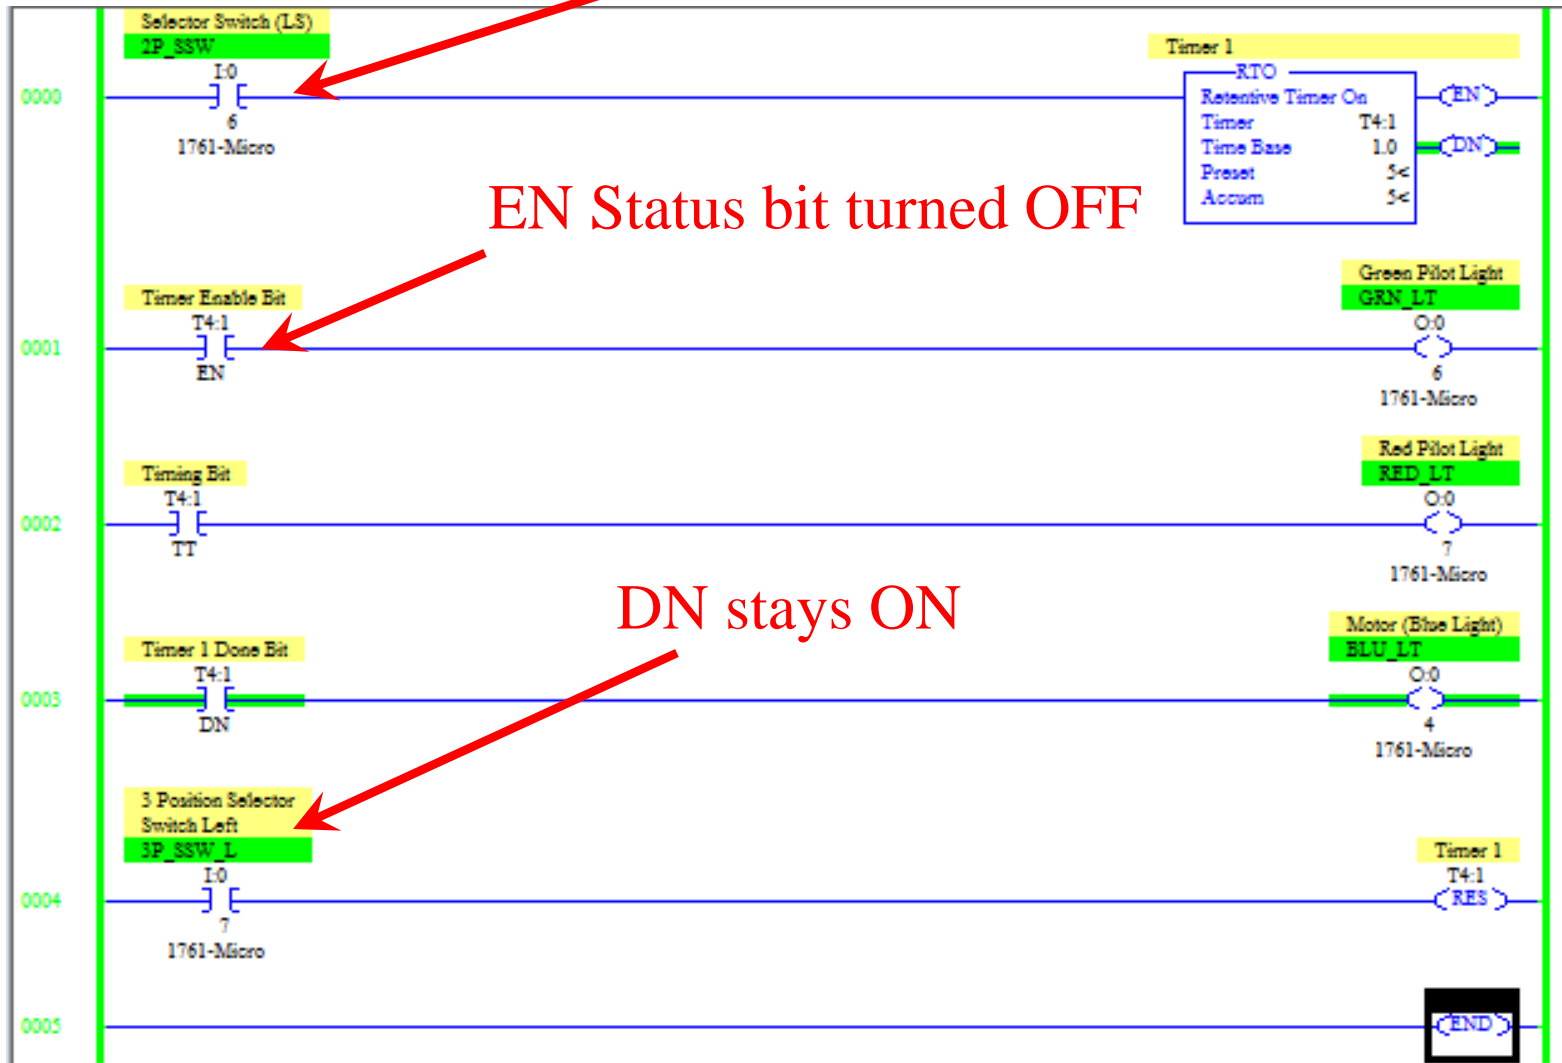 Selector Switch (LS)
2P_SSW
I:0
6
1761-Micro
0000
Timer 1
RTO
Retentive Timer On
Timer T4:1
Time Base 1.0
Preset 5<
Accum 5<
EN
DN
EN Status bit turned OFF
Timer Enable Bit
T4:1
EN
0001
Green Pilot Light
GRN_LT
O:0
6
1761-Micro
Timing Bit
T4:1
TT
0002
Red Pilot Light
RED_LT
O:0
7
1761-Micro
DN stays ON
Timer 1 Done Bit
T4:1
DN
0003
Motor (Blue Light)
BLU_LT
O:0
4
1761-Micro
3 Position Selector
Switch Left
3P_SSW_L
I:0
7
1761-Micro
0004
Timer 1
T4:1
RES
0005
END